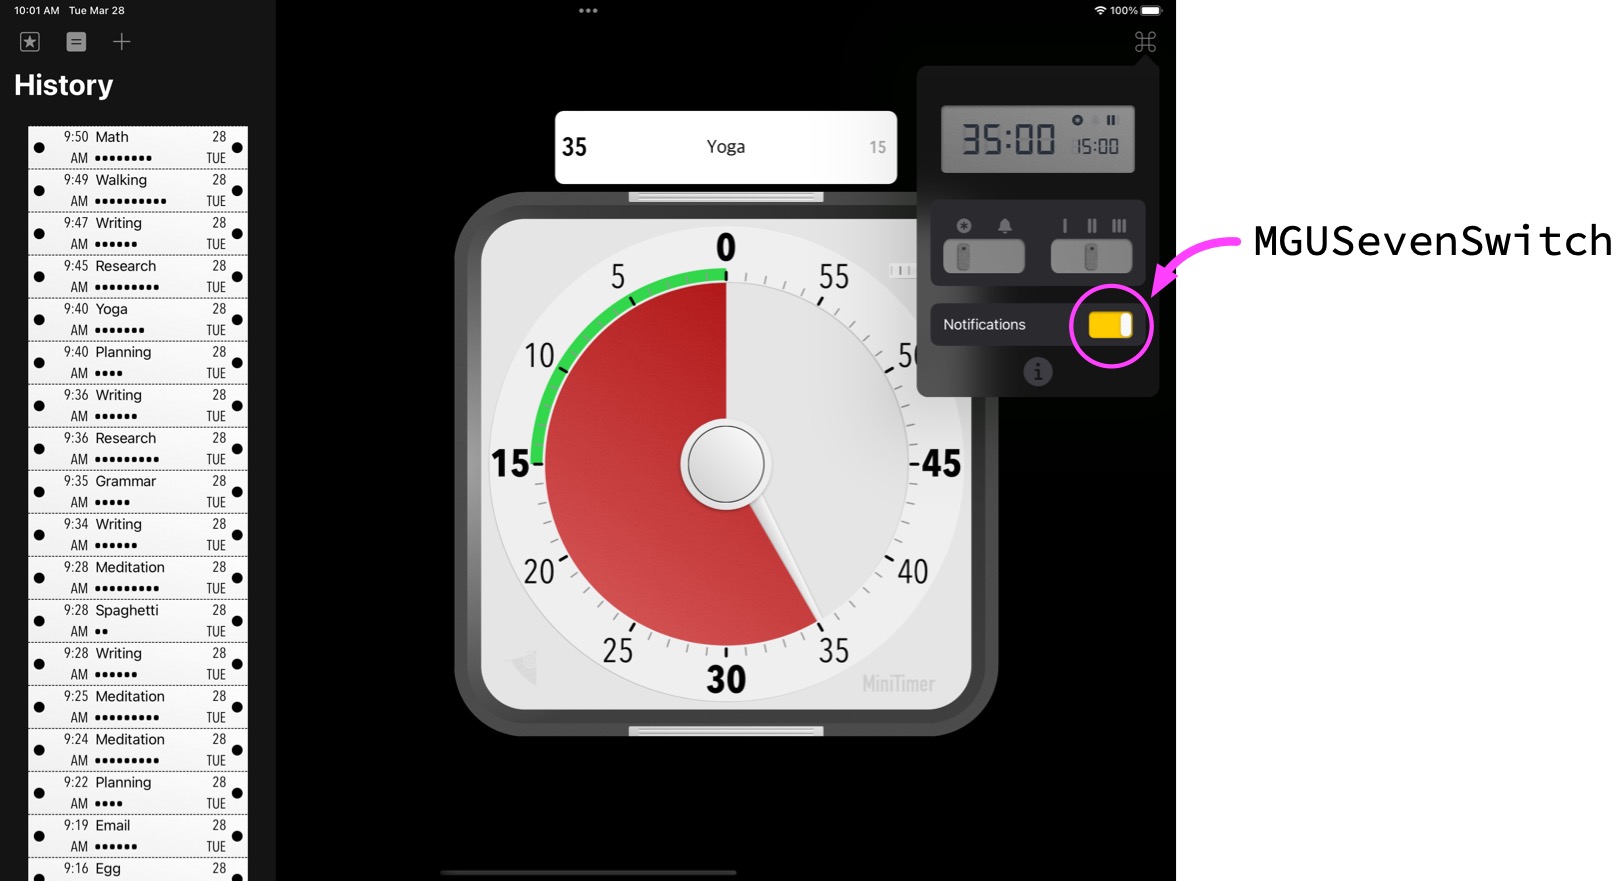 10:01 AM Tue Mar 28
100%
History
9:50 Math 28
AM TUE
9:49 Walking 28
AM TUE
9:47 Writing 28
AM TUE
9:45 Research 28
AM TUE
9:40 Yoga 28
AM TUE
9:40 Planning 28
AM TUE
9:36 Writing 28
AM TUE
9:36 Research 28
AM TUE
9:35 Grammar 28
AM TUE
9:34 Writing 28
AM TUE
9:28 Meditation 28
AM TUE
9:28 Spaghetti 28
AM TUE
9:28 Writing 28
AM TUE
9:25 Meditation 28
AM TUE
9:24 Meditation 28
AM TUE
9:22 Planning 28
AM TUE
9:19 Email 28
AM TUE
9:16 Egg 28
35 Yoga 15
0
5 55
10 50
15 45
20 40
25 35
30
MiniTimer
35:00 15:00
I II III
Notifications
i
MGUSevenSwitch